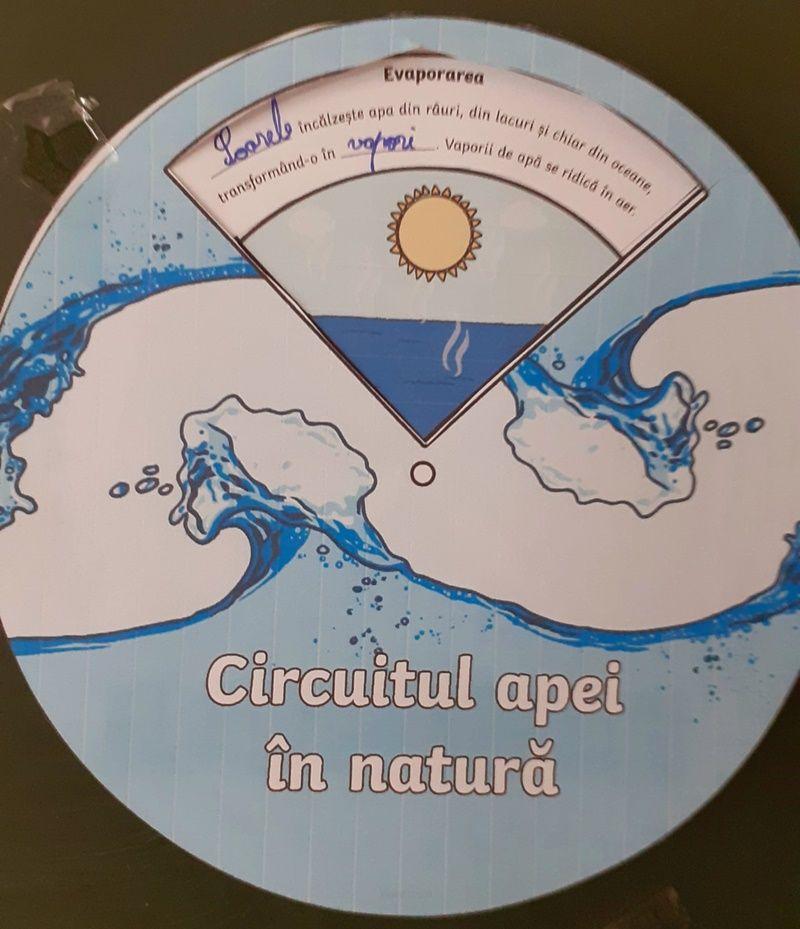 Evaporarea
Soarele încălzește apa din râuri, din lacuri și chiar din oceane,
transformând-o în vapori. Vaporii de apă se ridică în aer.
Circuitul apei
în natură